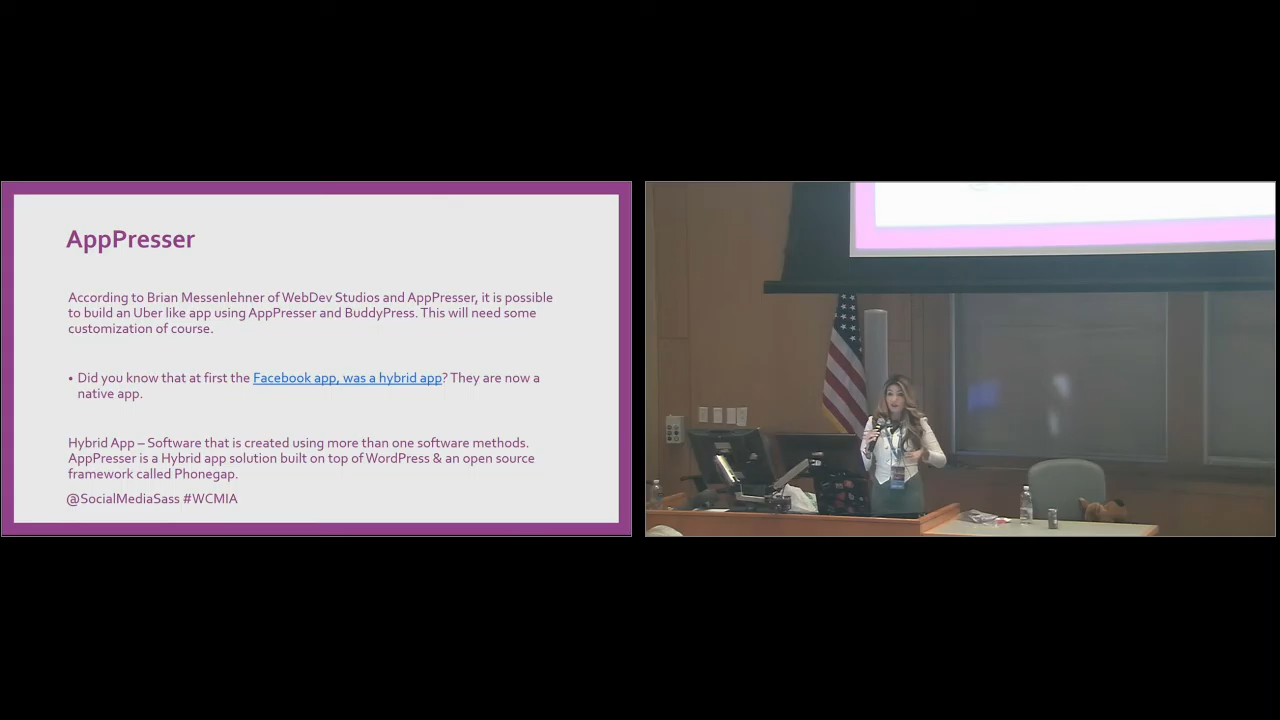 AppPresser
According to Brian Messenlehner of WebDev Studios and AppPresser, it is possible
to build an Uber like app using AppPresser and BuddyPress. This will need some
customization of course.
• Did you know that at first the Facebook app, was a hybrid app? They are now a
native app.
Hybrid App – Software that is created using more than one software methods.
AppPresser is a Hybrid app solution built on top of WordPress & an open source
framework called Phonegap.
@SocialMediaSass #WCMIA